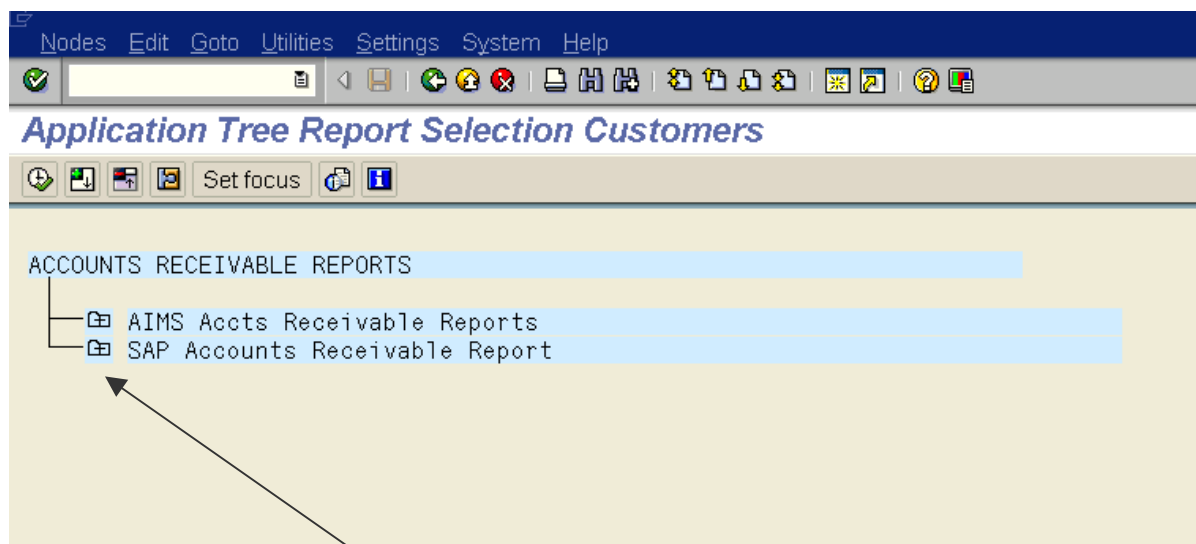 Nodes Edit Goto Utilities Settings System Help
Application Tree Report Selection Customers
Set focus
ACCOUNTS RECEIVABLE REPORTS
AIMS Accts Receivable Reports
SAP Accounts Receivable Report